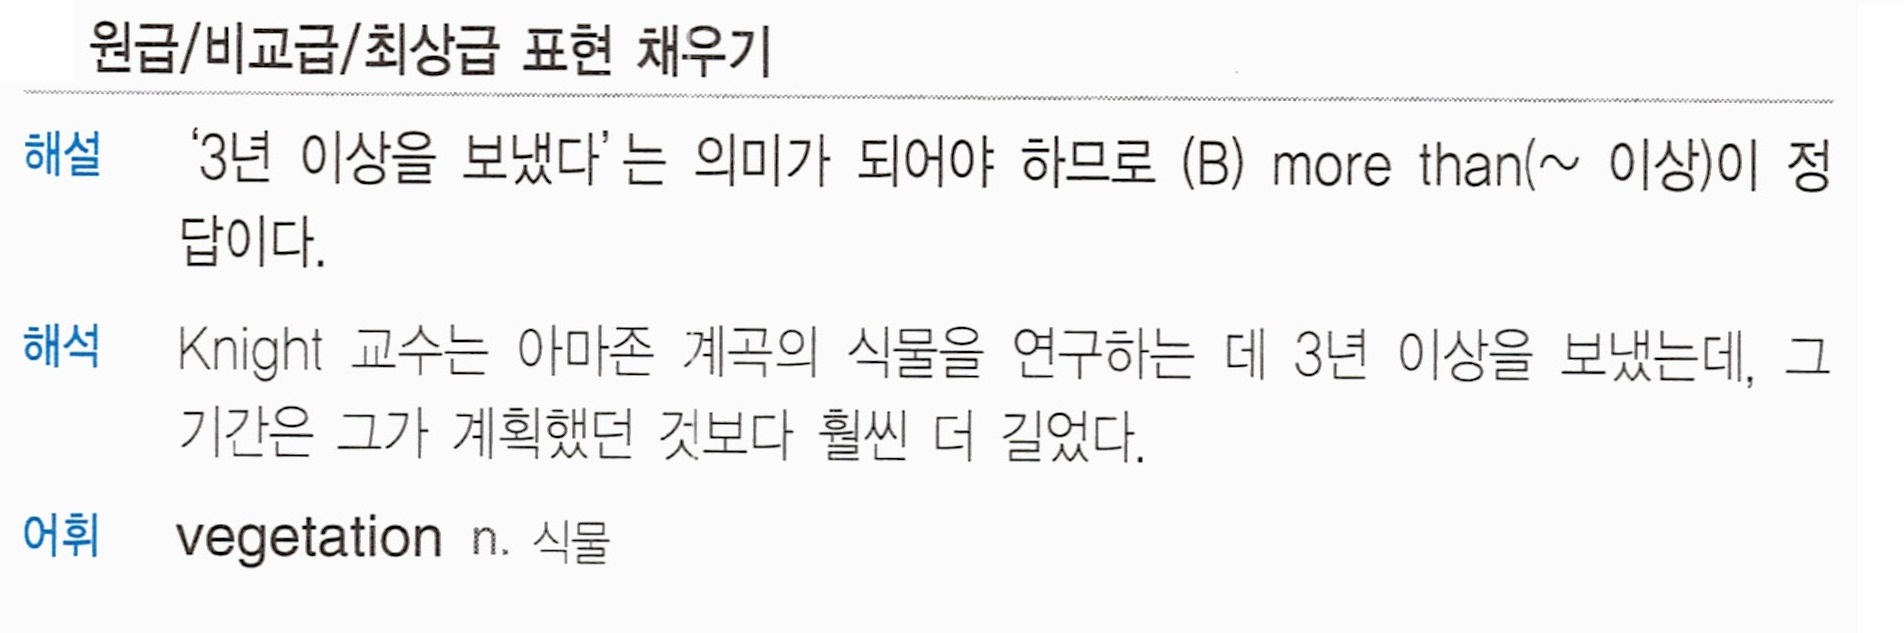 원급/비교급/최상급 표현 채우기
해설 ‘3년 이상을 보냈다’는 의미가 되어야 하므로 (B) more than(~ 이상)이 정
답이다.
해석 Knight 교수는 아마존 계곡의 식물을 연구하는 데 3년 이상을 보냈는데, 그
기간은 그가 계획했던 것보다 훨씬 더 길었다.
어휘 vegetation n. 식물